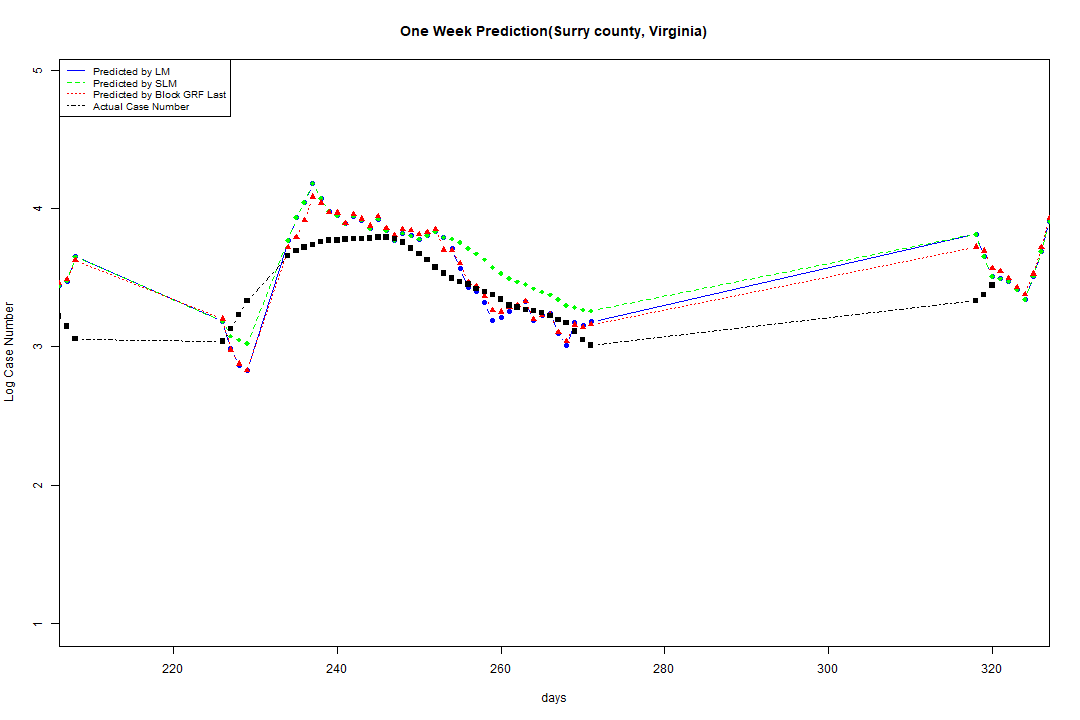 One Week Prediction(Surry county, Virginia)
Predicted by LM
Predicted by SLM
Predicted by Block GRF Last
Actual Case Number
5
4
3
2
1
Log Case Number
220 240 260 280 300 320
days